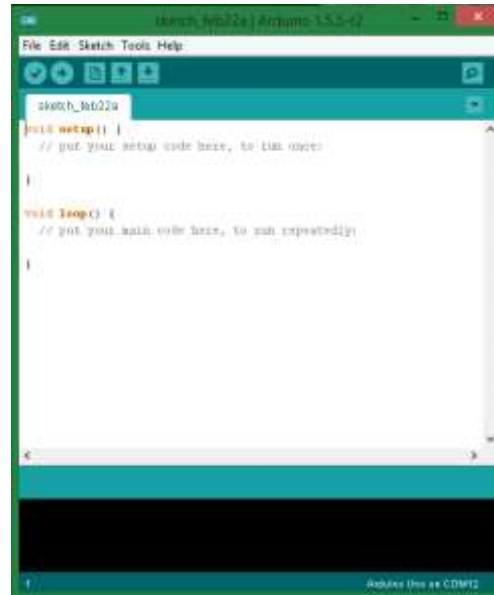 sketch_feb22a | Arduino 1.5.5-r2
File Edit Sketch Tools Help
sketch_feb22a
void setup() {
// put your setup code here, to run once:
}
void loop() {
// put your main code here, to run repeatedly:
}
1
Arduino Uno on COM12